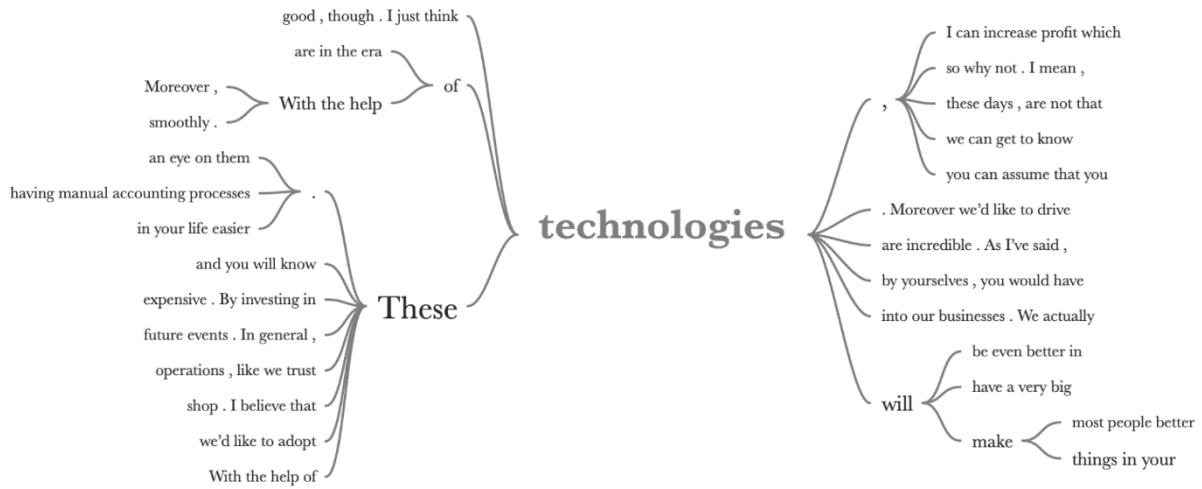 good , though . I just think
are in the era
of
Moreover ,
With the help
smoothly .
an eye on them
having manual accounting processes
.
in your life easier
and you will know
expensive . By investing in
These
future events . In general ,
operations , like we trust
shop . I believe that
we'd like to adopt
With the help of
technologies
I can increase profit which
so why not . I mean ,
,
these days , are not that
we can get to know
you can assume that you
. Moreover we'd like to drive
are incredible . As I've said ,
by yourselves , you would have
into our businesses . We actually
will
be even better in
have a very big
make
most people better
things in your